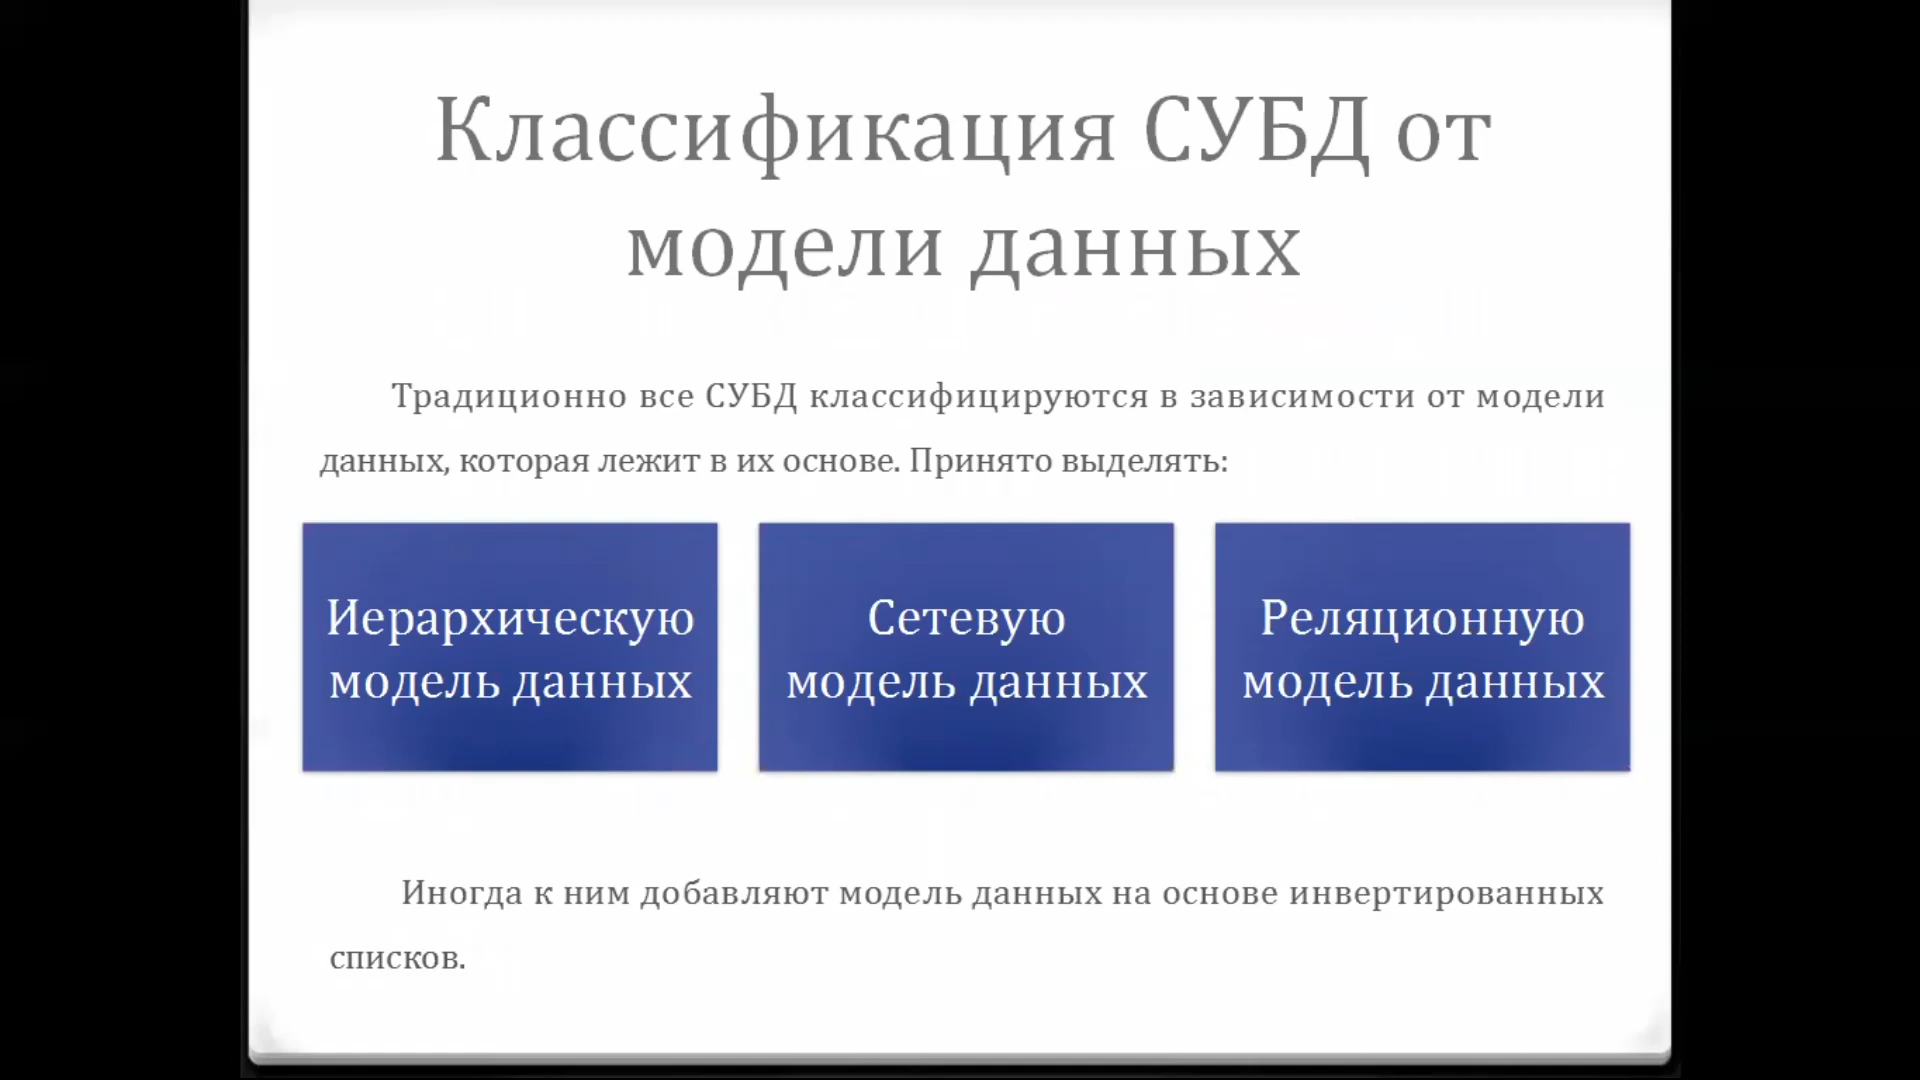 Классификация СУБД от
модели данных
Традиционно все СУБД классифицируются в зависимости от модели
данных, которая лежит в их основе. Принято выделять:
Иерархическую
модель данных
Сетевую
модель данных
Реляционную
модель данных
Иногда к ним добавляют модель данных на основе инвертированных
списков.